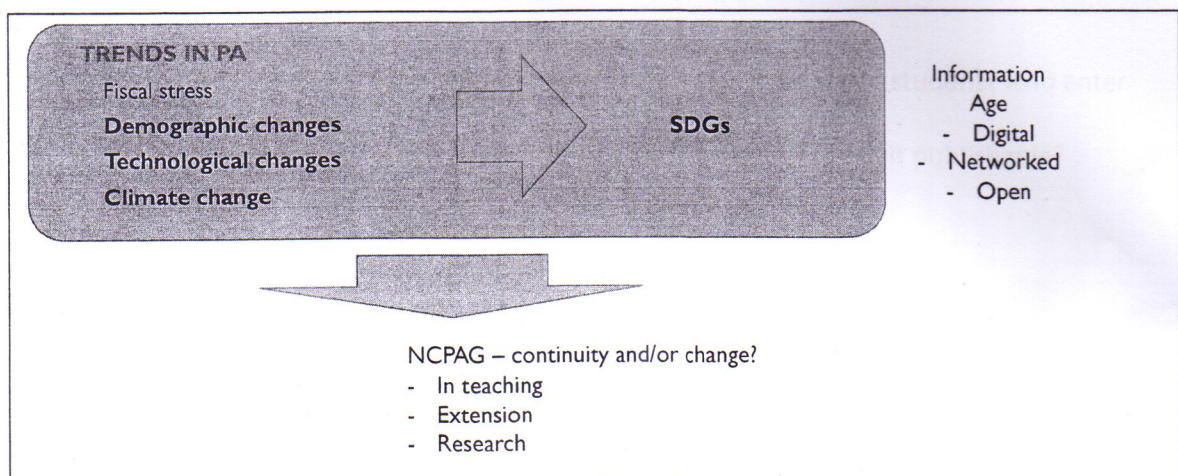 TRENDS IN PA
Fiscal stress
Demographic changes
Technological changes
Climate change
SDGs
Information
Age
- Digital
- Networked
- Open
NCPAG – continuity and/or change?
- In teaching
- Extension
- Research